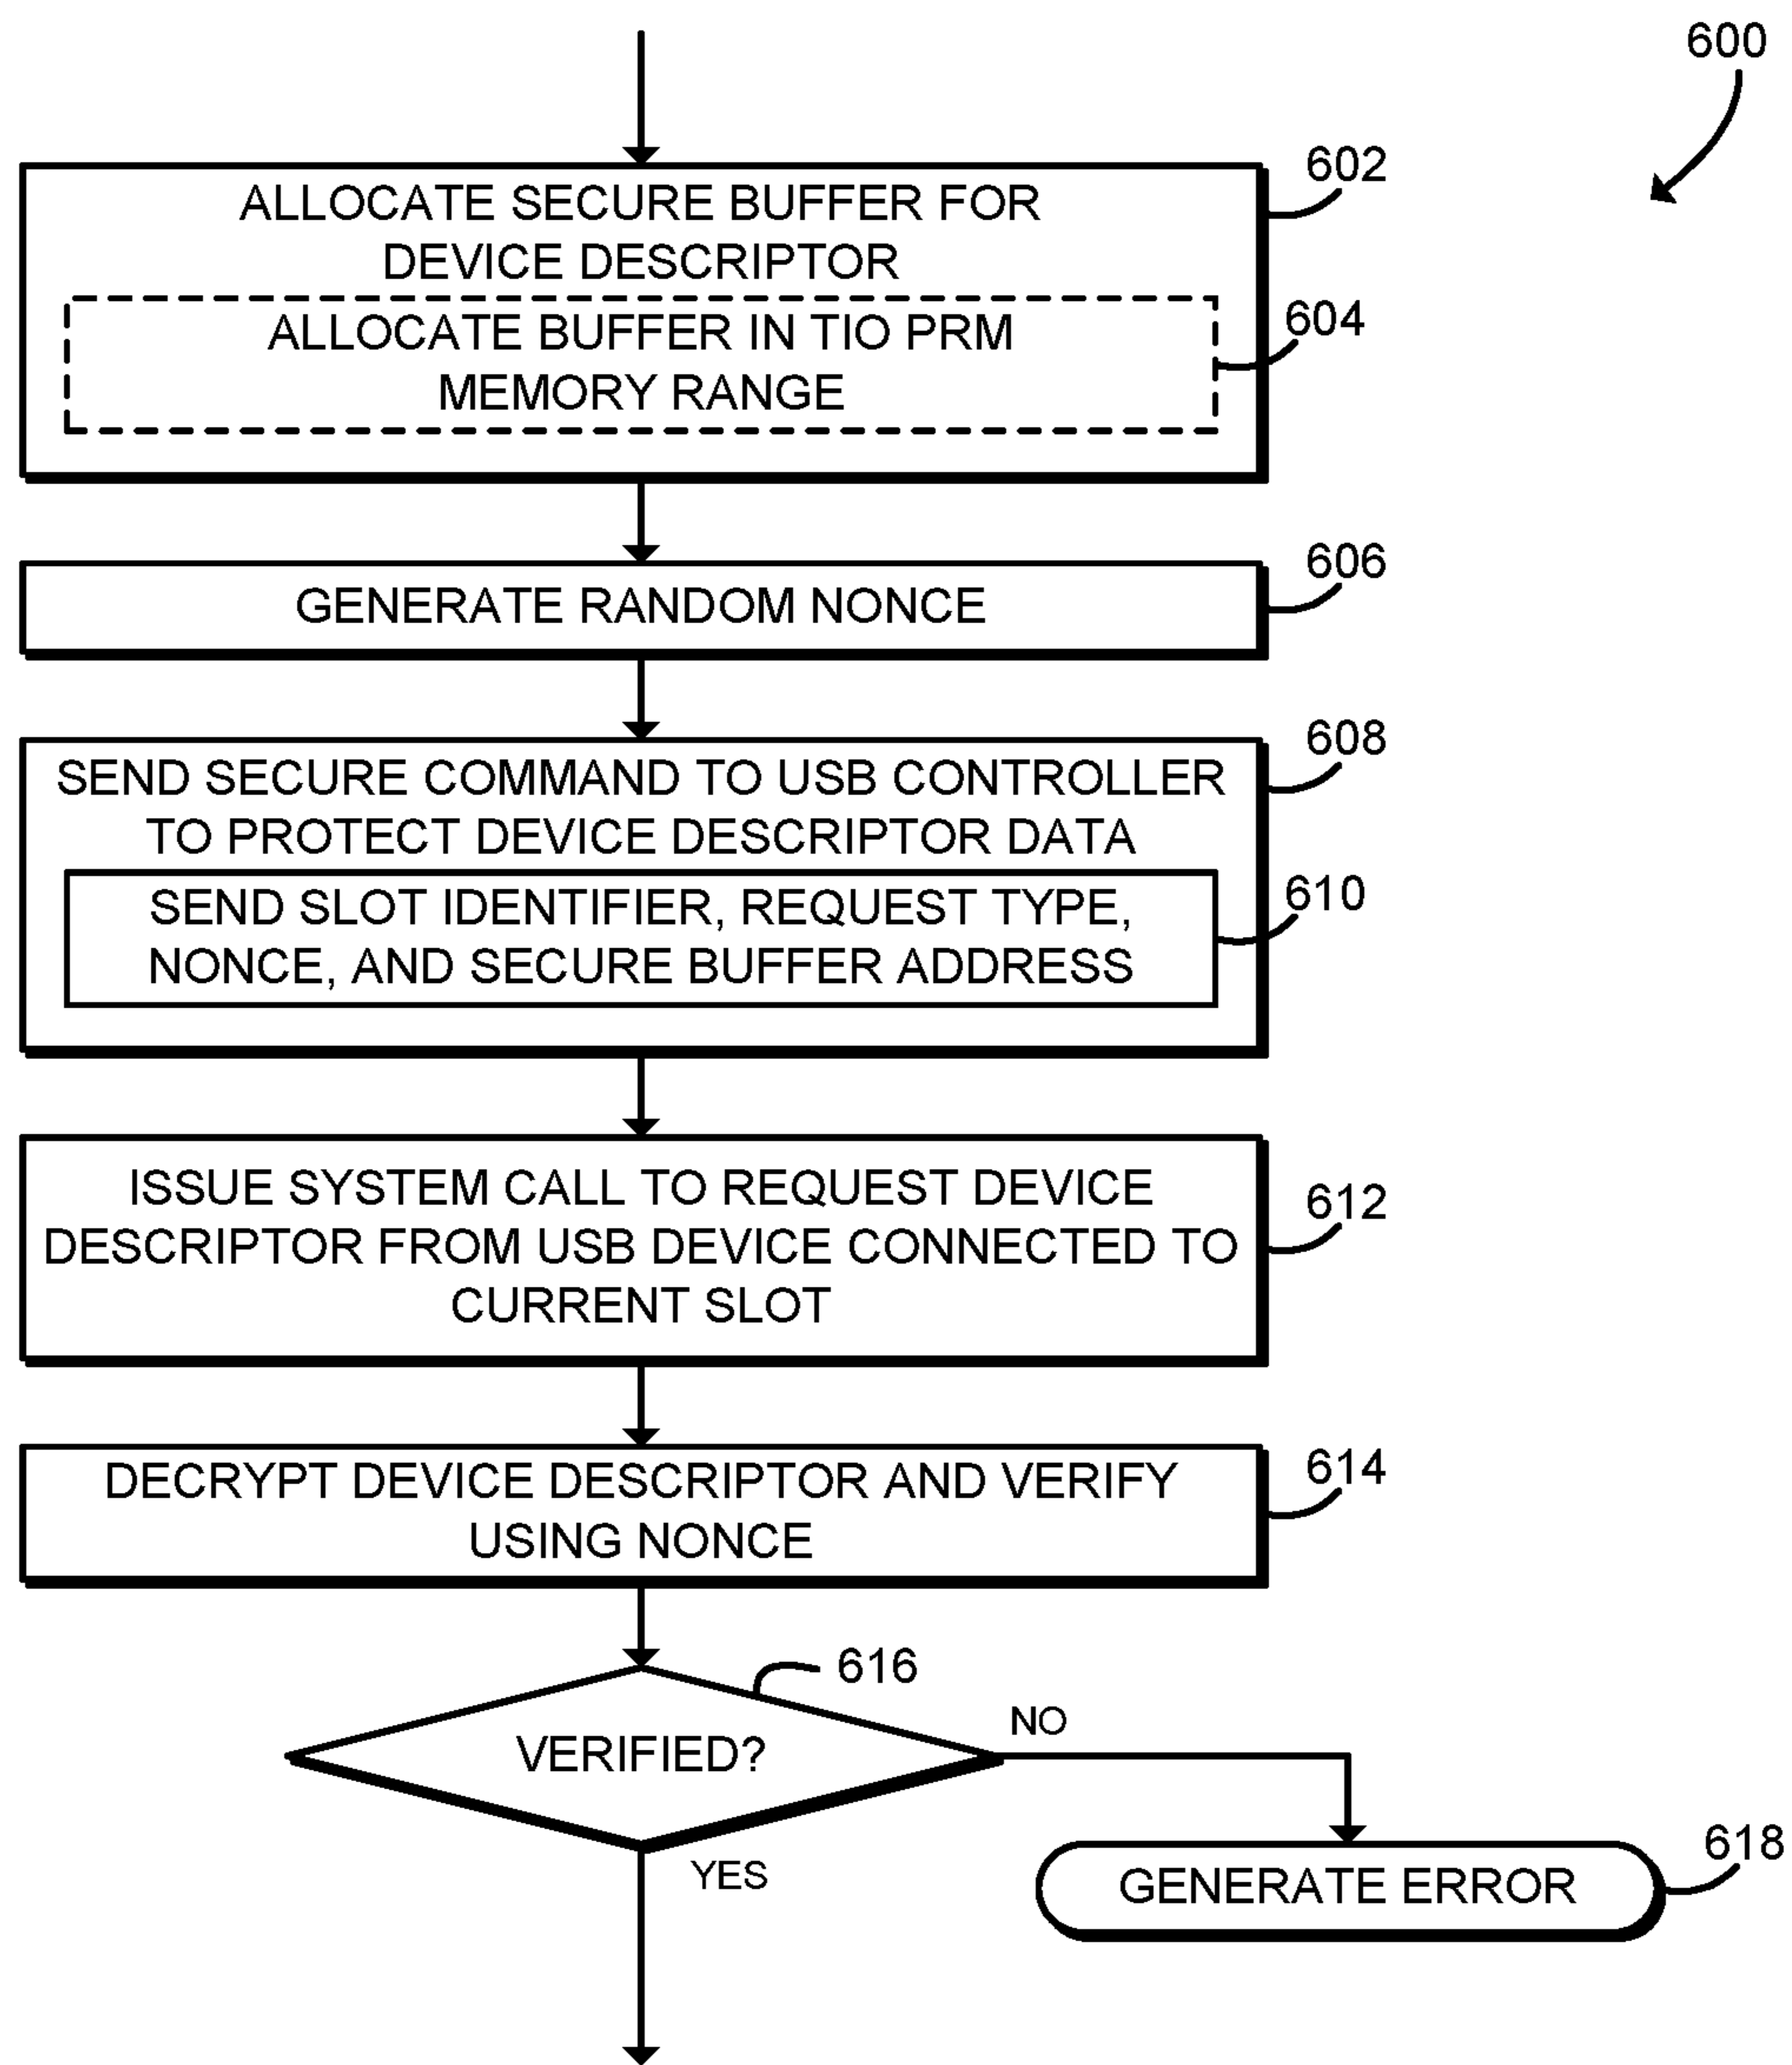 600
602
ALLOCATE SECURE BUFFER FOR
DEVICE DESCRIPTOR
604
ALLOCATE BUFFER IN TIO PRM
MEMORY RANGE
606
GENERATE RANDOM NONCE
608
SEND SECURE COMMAND TO USB CONTROLLER
TO PROTECT DEVICE DESCRIPTOR DATA
610
SEND SLOT IDENTIFIER, REQUEST TYPE,
NONCE, AND SECURE BUFFER ADDRESS
612
ISSUE SYSTEM CALL TO REQUEST DEVICE
DESCRIPTOR FROM USB DEVICE CONNECTED TO
CURRENT SLOT
614
DECRYPT DEVICE DESCRIPTOR AND VERIFY
USING NONCE
616
VERIFIED?
NO
YES
618
GENERATE ERROR